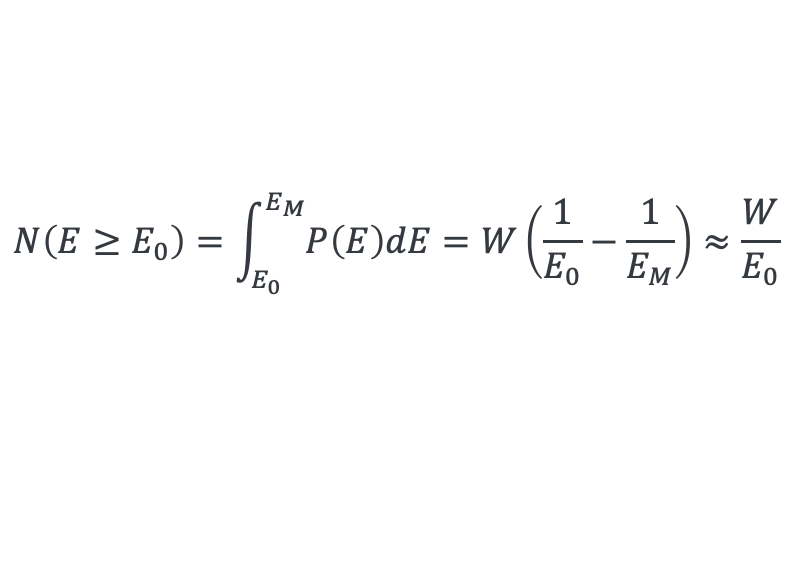 N(E ≥ E₀) = ∫_{E₀}^{E_M} P(E)dE = W(1/E₀ − 1/E_M) ≈ W/E₀